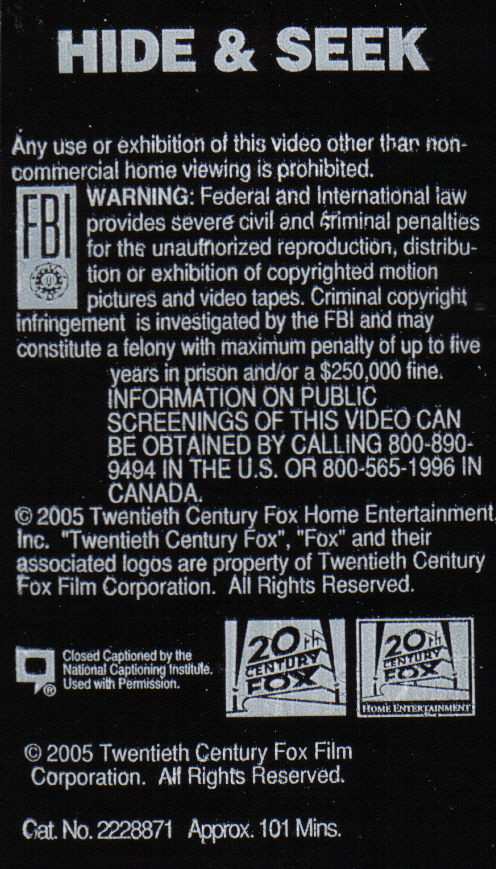 HIDE & SEEK
Any use or exhibition of this video other than non-
commercial home viewing is prohibited.
FBI
WARNING: Federal and International law
provides severe civil and criminal penalties
for the unauthorized reproduction, distribu-
tion or exhibition of copyrighted motion
pictures and video tapes. Criminal copyright
infringement is investigated by the FBI and may
constitute a felony with maximum penalty of up to five
years in prison and/or a $250,000 fine.
INFORMATION ON PUBLIC
SCREENINGS OF THIS VIDEO CAN
BE OBTAINED BY CALLING 800-890-
9494 IN THE U.S. OR 800-565-1996 IN
CANADA.
© 2005 Twentieth Century Fox Home Entertainment,
Inc. "Twentieth Century Fox", "Fox" and their
associated logos are property of Twentieth Century
Fox Film Corporation. All Rights Reserved.
Closed Captioned by the
National Captioning Institute.
Used with Permission.
®
20th
CENTURY
FOX
20th
CENTURY
FOX
HOME ENTERTAINMENT
© 2005 Twentieth Century Fox Film
Corporation. All Rights Reserved.
Cat. No. 2228871 Approx. 101 Mins.